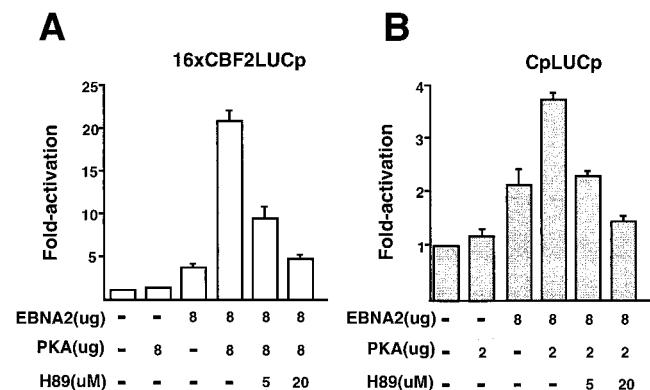 A
16xCBF2LUCp
Fold-activation
25
20
15
10
5
EBNA2(ug) - - 8 8 8 8
PKA(ug) - 8 - 8 8 8
H89(uM) - - - - 5 20
B
CpLUCp
Fold-activation
4
3
2
1
EBNA2(ug) - - 8 8 8 8
PKA(ug) - 2 - 2 2 2
H89(uM) - - - - 5 20